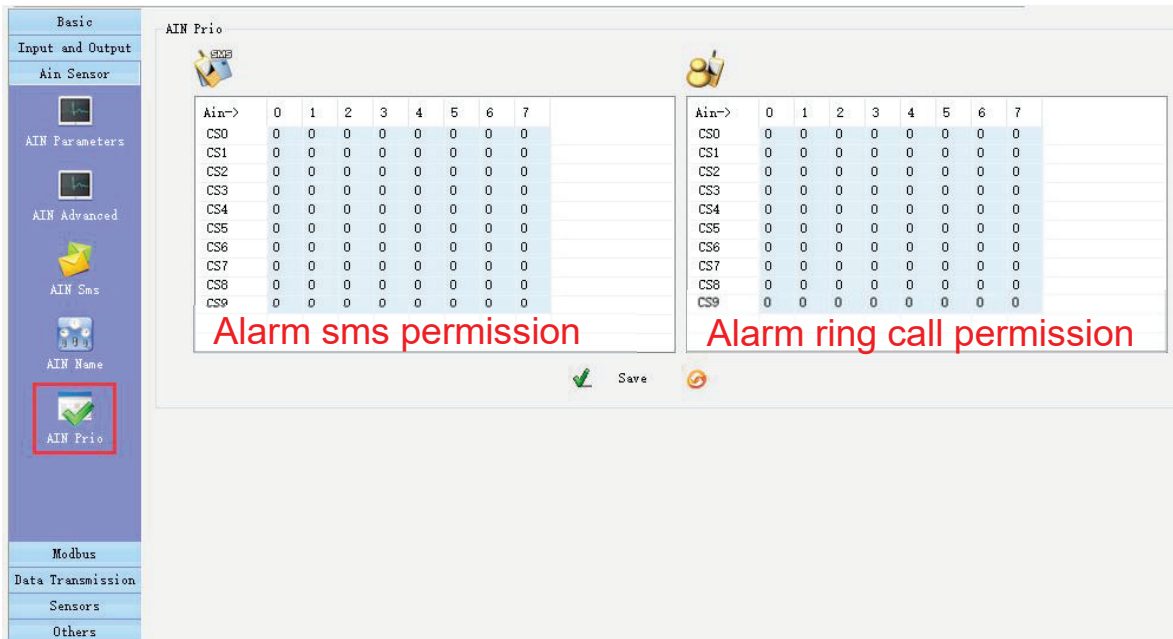 Basic
Input and Output
Ain Sensor
AIN Parameters
AIN Advanced
AIN Sms
AIN Name
AIN Prio
Modbus
Data Transmission
Sensors
Others
AIN Prio
SMS
Ain-> 0 1 2 3 4 5 6 7
CS0 0 0 0 0 0 0 0 0
CS1 0 0 0 0 0 0 0 0
CS2 0 0 0 0 0 0 0 0
CS3 0 0 0 0 0 0 0 0
CS4 0 0 0 0 0 0 0 0
CS5 0 0 0 0 0 0 0 0
CS6 0 0 0 0 0 0 0 0
CS7 0 0 0 0 0 0 0 0
CS8 0 0 0 0 0 0 0 0
CS9 0 0 0 0 0 0 0 0
Alarm sms permission
Ain-> 0 1 2 3 4 5 6 7
CS0 0 0 0 0 0 0 0 0
CS1 0 0 0 0 0 0 0 0
CS2 0 0 0 0 0 0 0 0
CS3 0 0 0 0 0 0 0 0
CS4 0 0 0 0 0 0 0 0
CS5 0 0 0 0 0 0 0 0
CS6 0 0 0 0 0 0 0 0
CS7 0 0 0 0 0 0 0 0
CS8 0 0 0 0 0 0 0 0
CS9 0 0 0 0 0 0 0 0
Alarm ring call permission
Save